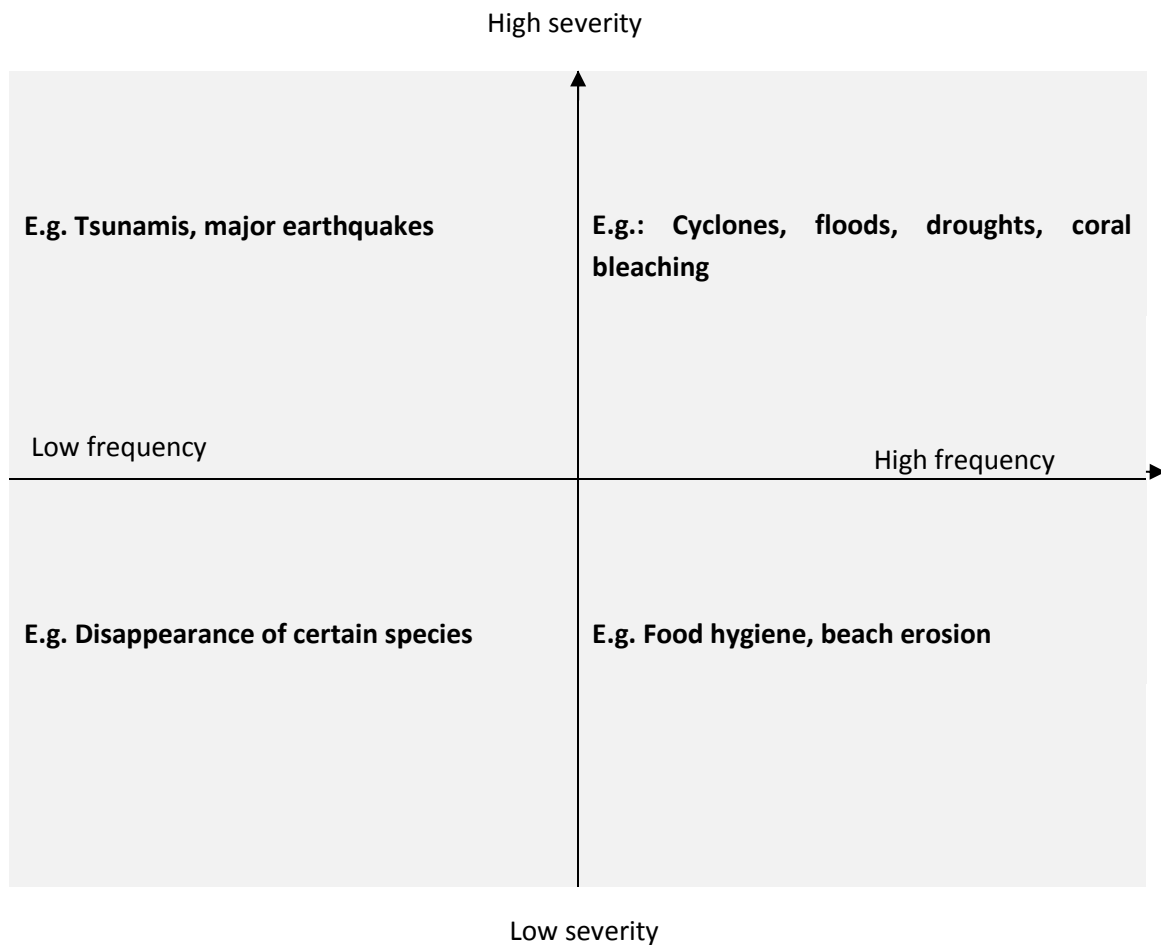 High severity
E.g. Tsunamis, major earthquakes
E.g.: Cyclones, floods, droughts, coral
bleaching
Low frequency
High frequency
E.g. Disappearance of certain species
E.g. Food hygiene, beach erosion
Low severity